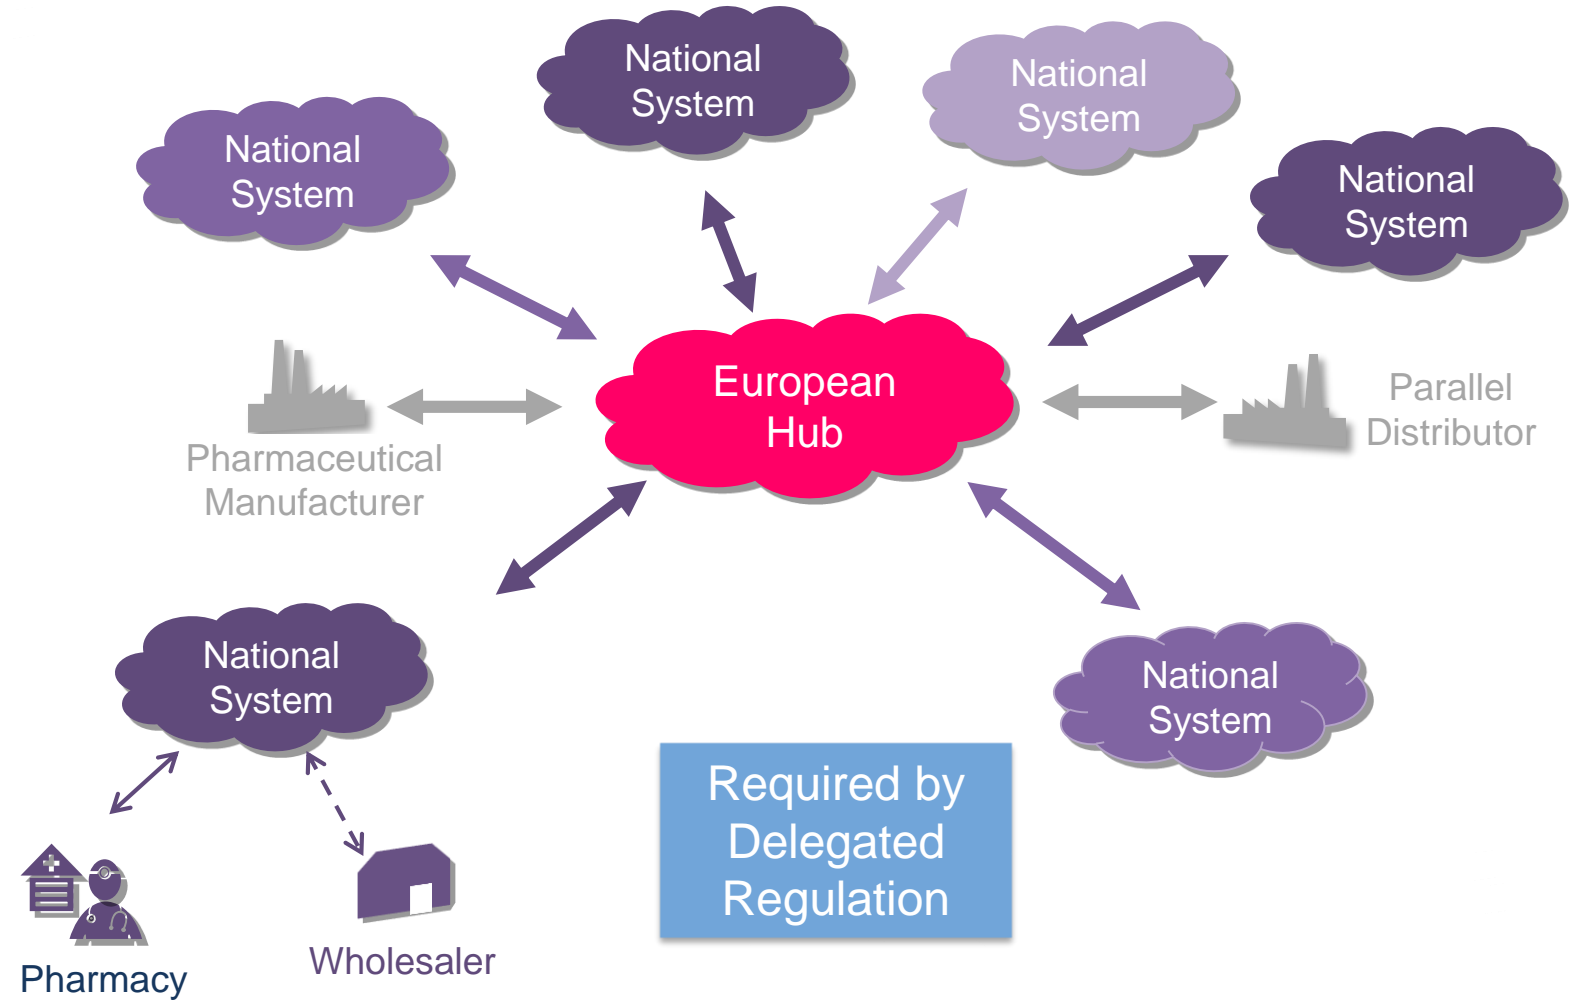 National
System
National
System
National
System
National
System
European
Hub
Parallel
Distributor
Pharmaceutical
Manufacturer
National
System
National
System
Required by
Delegated
Regulation
Wholesaler
Pharmacy